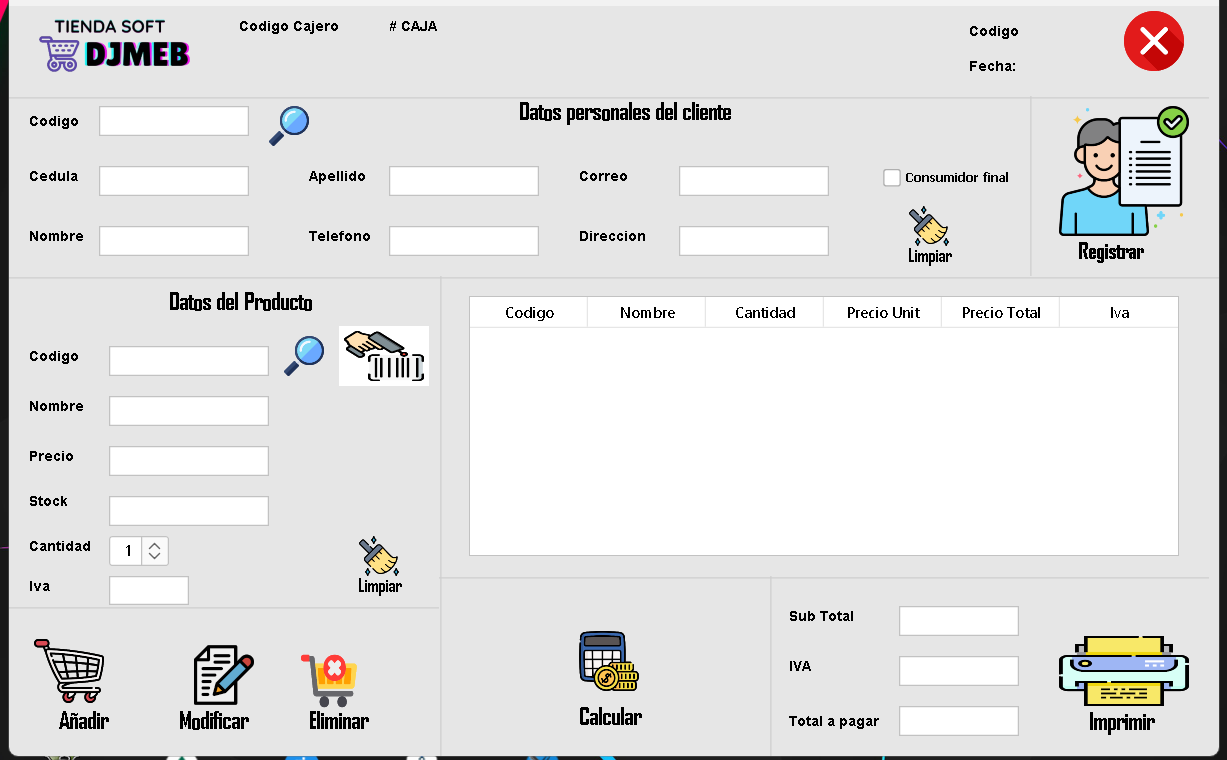 TIENDA SOFT
DJMEB
Codigo Cajero
# CAJA
Codigo
Fecha:
Datos personales del cliente
Codigo
Cedula
Apellido
Correo
Consumidor final
Nombre
Telefono
Direccion
Limpiar
Registrar
Datos del Producto
Codigo
Nombre
Precio
Stock
Cantidad
1
Iva
Limpiar
Codigo
Nombre
Cantidad
Precio Unit
Precio Total
Iva
Añadir
Modificar
Eliminar
Calcular
Sub Total
IVA
Total a pagar
Imprimir